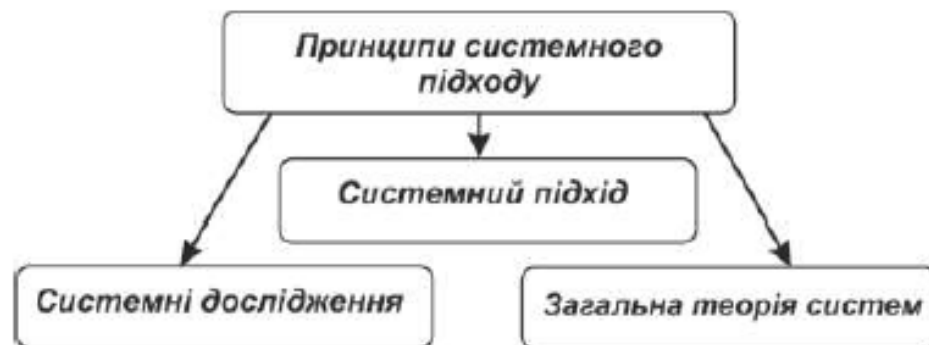 Принципи системного
підходу
Системний підхід
Системні дослідження
Загальна теорія систем